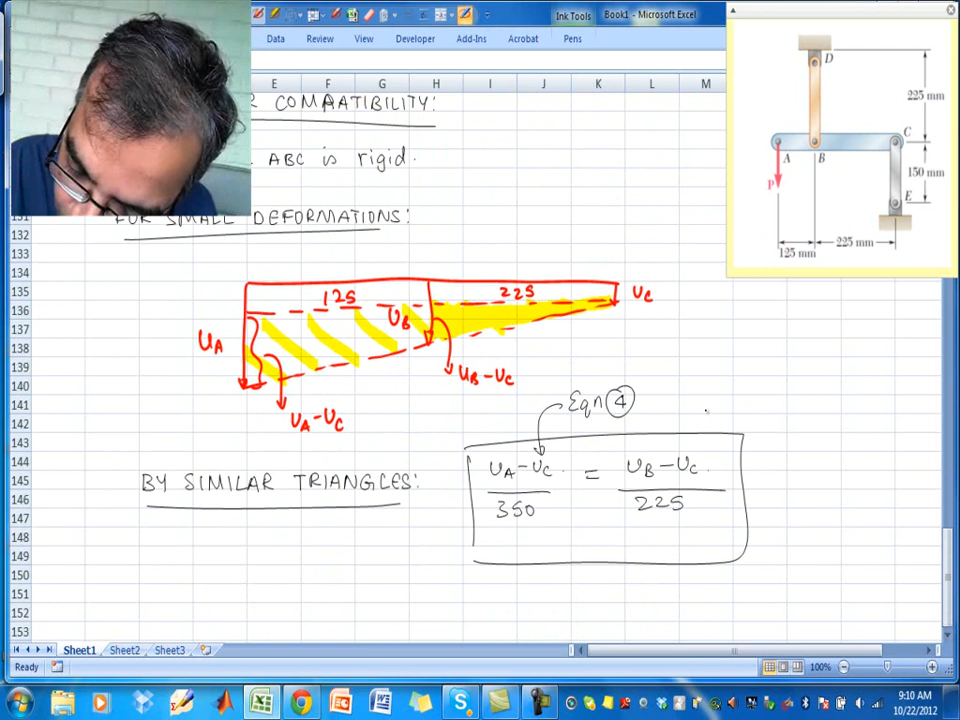 Ink Tools
Book1 - Microsoft Excel
Data Review View Developer Add-Ins Acrobat Pens
E F G H I J K L M
COMPATIBILITY:
ABC is rigid.
FOR SMALL DEFORMATIONS:
131
132
133
134
135
136
137
138
139
140
141
142
143
144
145
146
147
148
149
150
151
152
153
125
225
UC
UB
UA
UB-UC
UA-UC
Eqn 4
BY SIMILAR TRIANGLES:
UA-UC = UB-UC
350 225
D
225 mm
C
A B
150 mm
P
E
225 mm
125 mm
Sheet1 Sheet2 Sheet3
Ready
100%
9:10 AM
10/22/2012